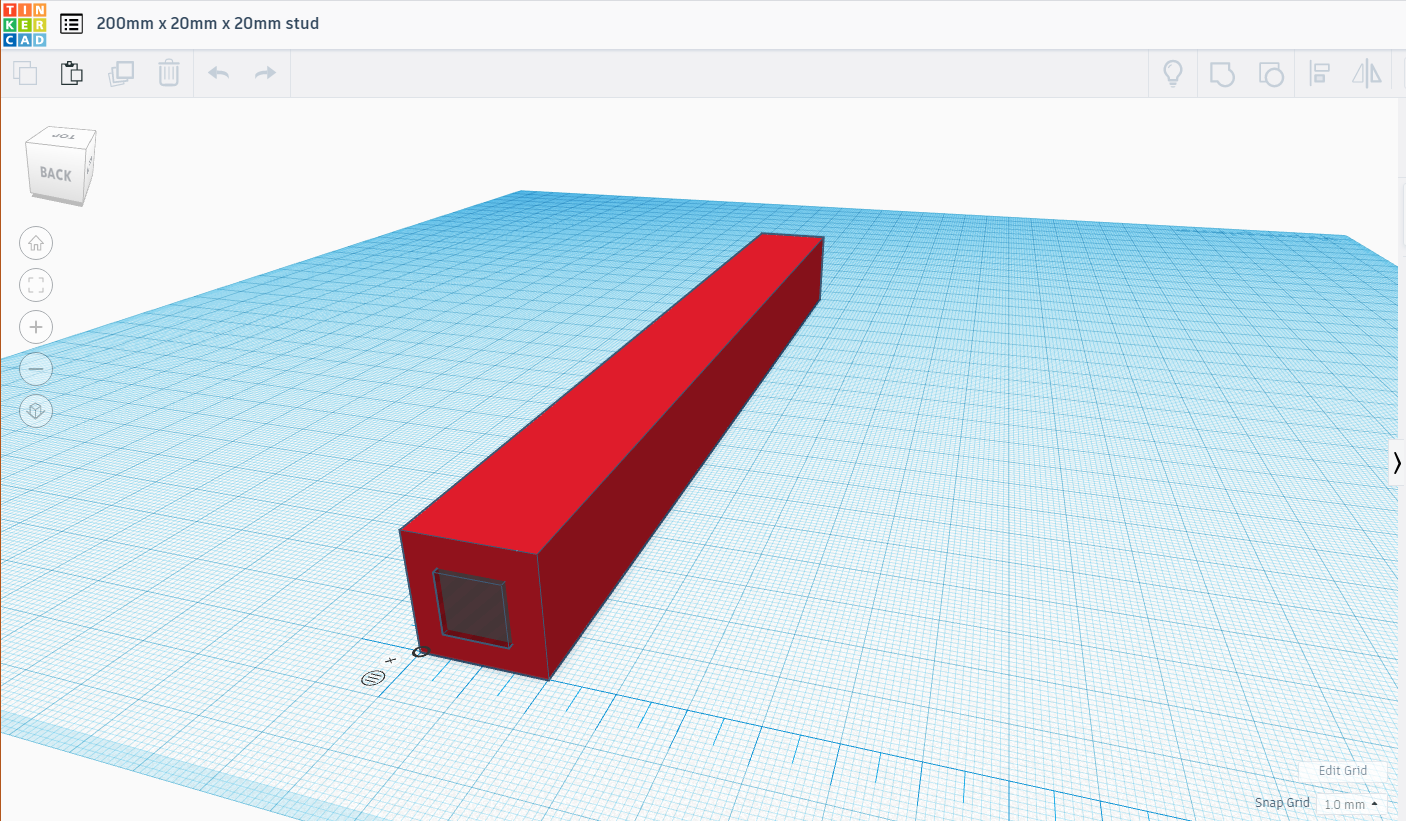 TIN
KER
CAD
200mm x 20mm x 20mm stud
TOP
BACK
Edit Grid
Snap Grid
1.0 mm